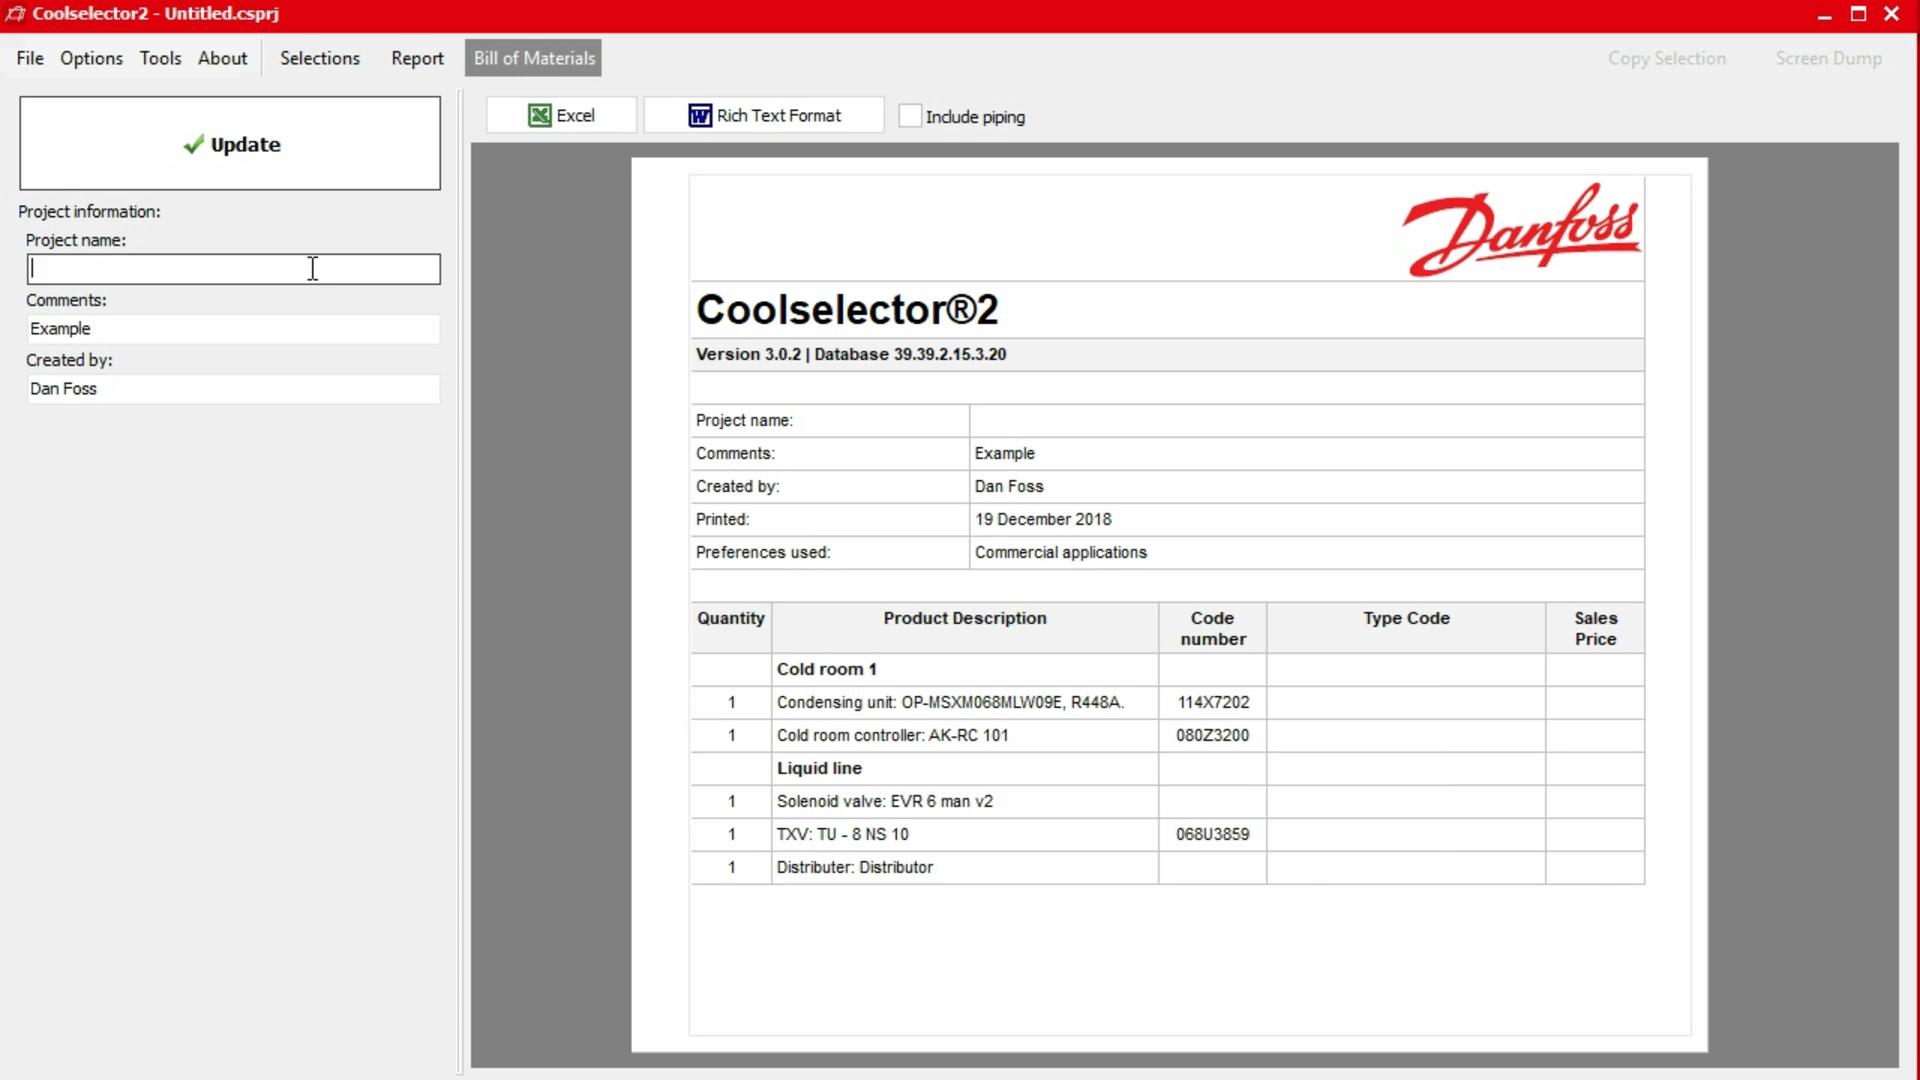 Coolselector2 - Untitled.csprj
File Options Tools About Selections Report Bill of Materials Copy Selection Screen Dump
Update
Excel Rich Text Format Include piping
Project information:
Project name:
Comments:
Example
Created by:
Dan Foss
Danfoss
Coolselector®2
Version 3.0.2 | Database 39.39.2.15.3.20
Project name:
Comments: Example
Created by: Dan Foss
Printed: 19 December 2018
Preferences used: Commercial applications
Quantity Product Description Code number Type Code Sales Price
Cold room 1
1 Condensing unit: OP-MSXM068MLW09E, R448A. 114X7202
1 Cold room controller: AK-RC 101 080Z3200
Liquid line
1 Solenoid valve: EVR 6 man v2
1 TXV: TU - 8 NS 10 068U3859
1 Distributer: Distributor